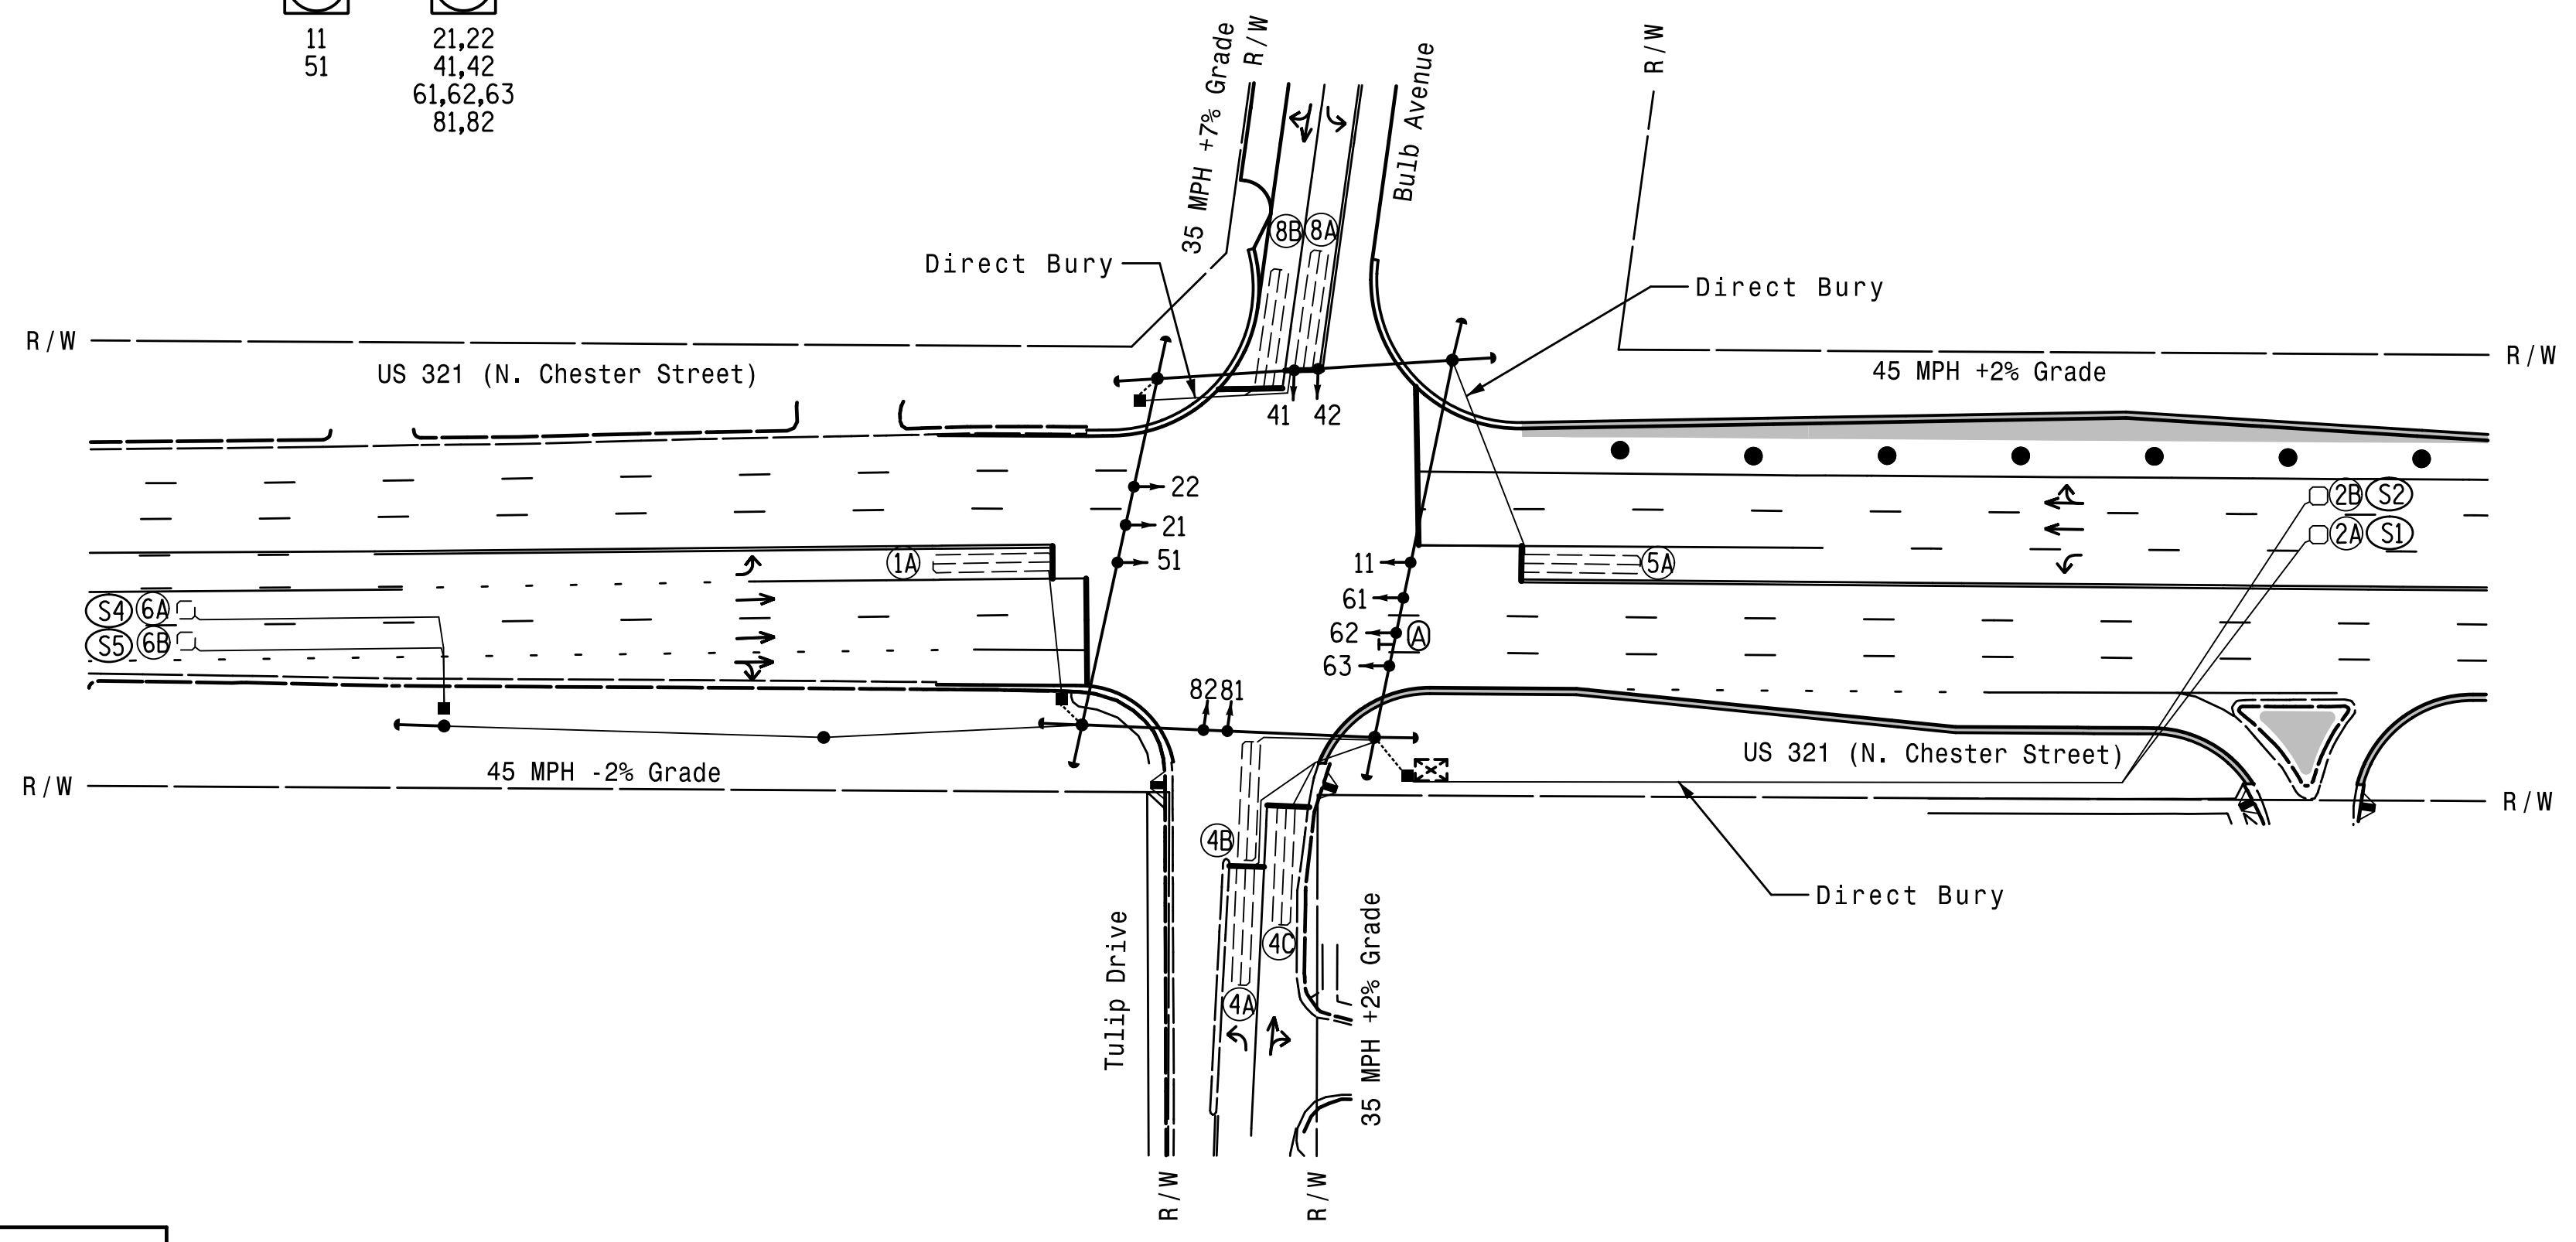 11
51
21,22
41,42
61,62,63
81,82
35 MPH +7% Grade
R/W
Bulb Avenue
R/W
8B
8A
Direct Bury
Direct Bury
R/W
US 321 (N. Chester Street)
45 MPH +2% Grade
R/W
41
42
22
21
51
1A
11
5A
2B
S2
2A
S1
S4
6A
S5
6B
61
62
A
63
82
81
45 MPH -2% Grade
US 321 (N. Chester Street)
R/W
R/W
4B
Direct Bury
4C
4A
Tulip Drive
35 MPH +2% Grade
R/W
R/W